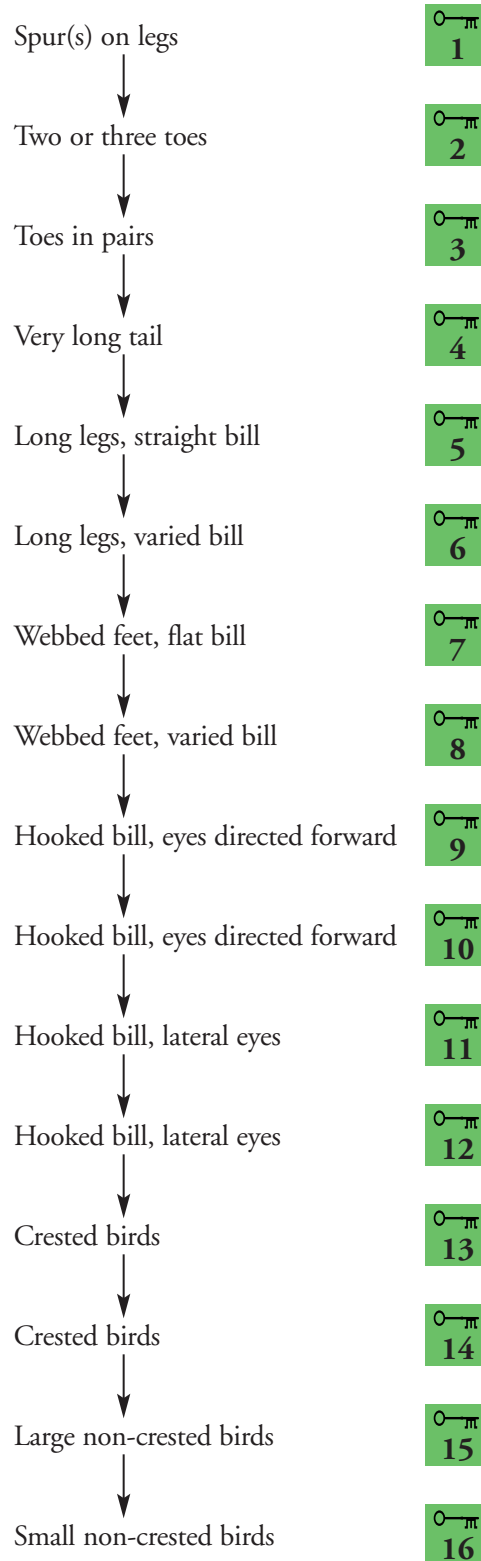 Spur(s) on legs 1
Two or three toes 2
Toes in pairs 3
Very long tail 4
Long legs, straight bill 5
Long legs, varied bill 6
Webbed feet, flat bill 7
Webbed feet, varied bill 8
Hooked bill, eyes directed forward 9
Hooked bill, eyes directed forward 10
Hooked bill, lateral eyes 11
Hooked bill, lateral eyes 12
Crested birds 13
Crested birds 14
Large non-crested birds 15
Small non-crested birds 16